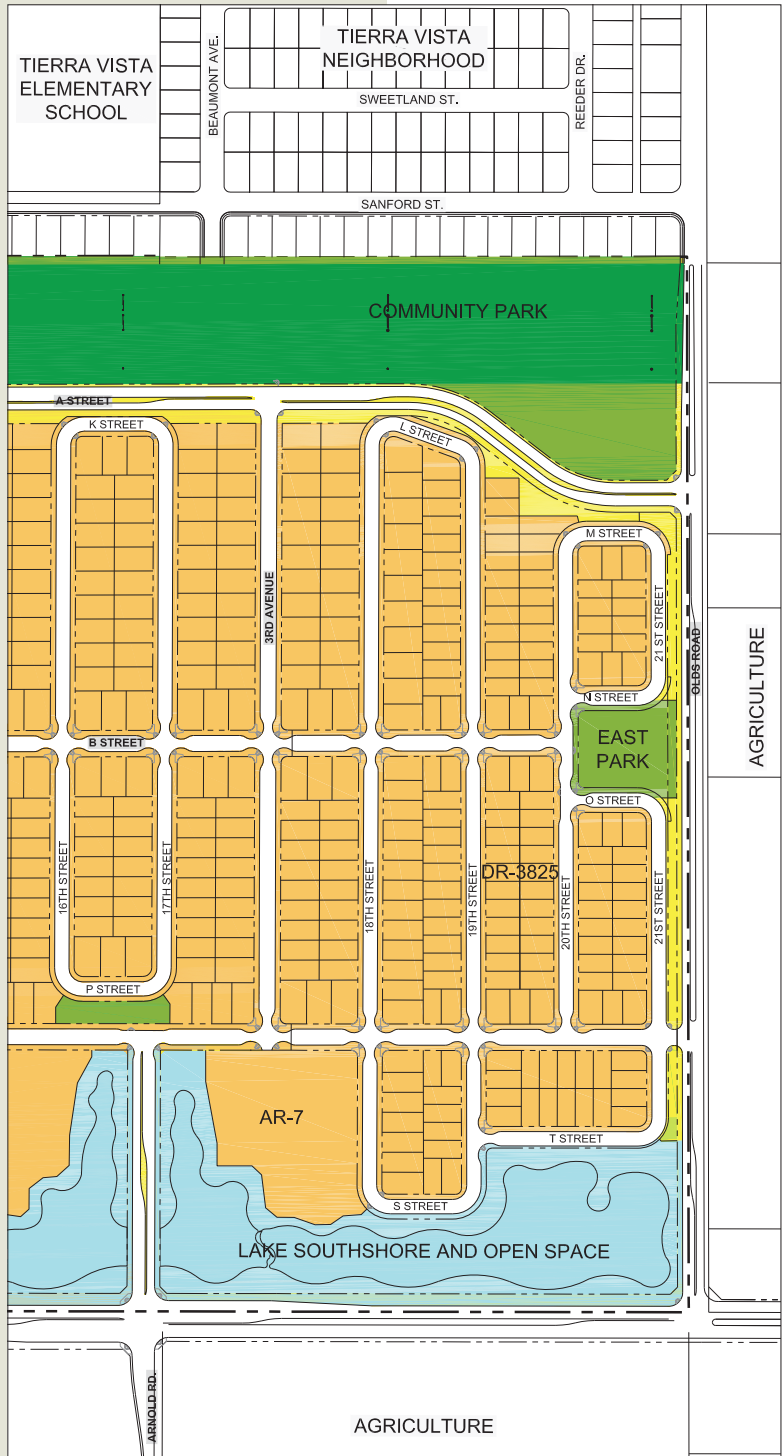 TIERRA VISTA
ELEMENTARY
SCHOOL
BEAUMONT AVE.
TIERRA VISTA
NEIGHBORHOOD
SWEETLAND ST.
REEDER DR.
SANFORD ST.
COMMUNITY PARK
A STREET
K STREET
L STREET
M STREET
3RD AVENUE
21 ST STREET
OLDS ROAD
AGRICULTURE
N STREET
B STREET
EAST
PARK
O STREET
16TH STREET
17TH STREET
18TH STREET
19TH STREET
DR-3825
20TH STREET
21ST STREET
P STREET
AR-7
T STREET
S STREET
LAKE SOUTHSHORE AND OPEN SPACE
ARNOLD RD.
AGRICULTURE